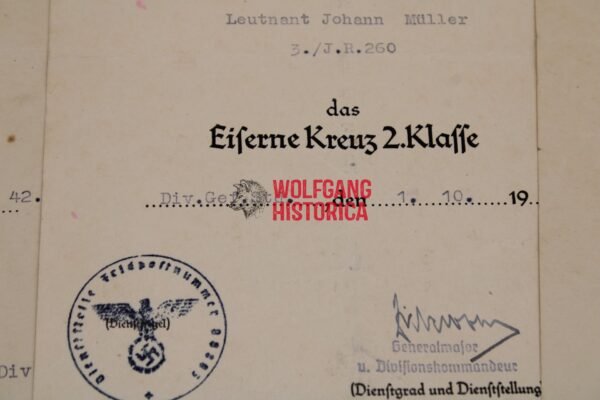 Leutnant Johann Müller
3./J.R.260
das
Eiserne Kreuz 2.Klasse
42.
Div.Gef.St. ,den 1. 10. 19
WOLFGANG
HISTORICA
Dienststelle Feldpostnummer
(Dienstsiegel)
Generalmajor
u. Divisionskommandeur
Div
(Dienstgrad und Dienststellung)